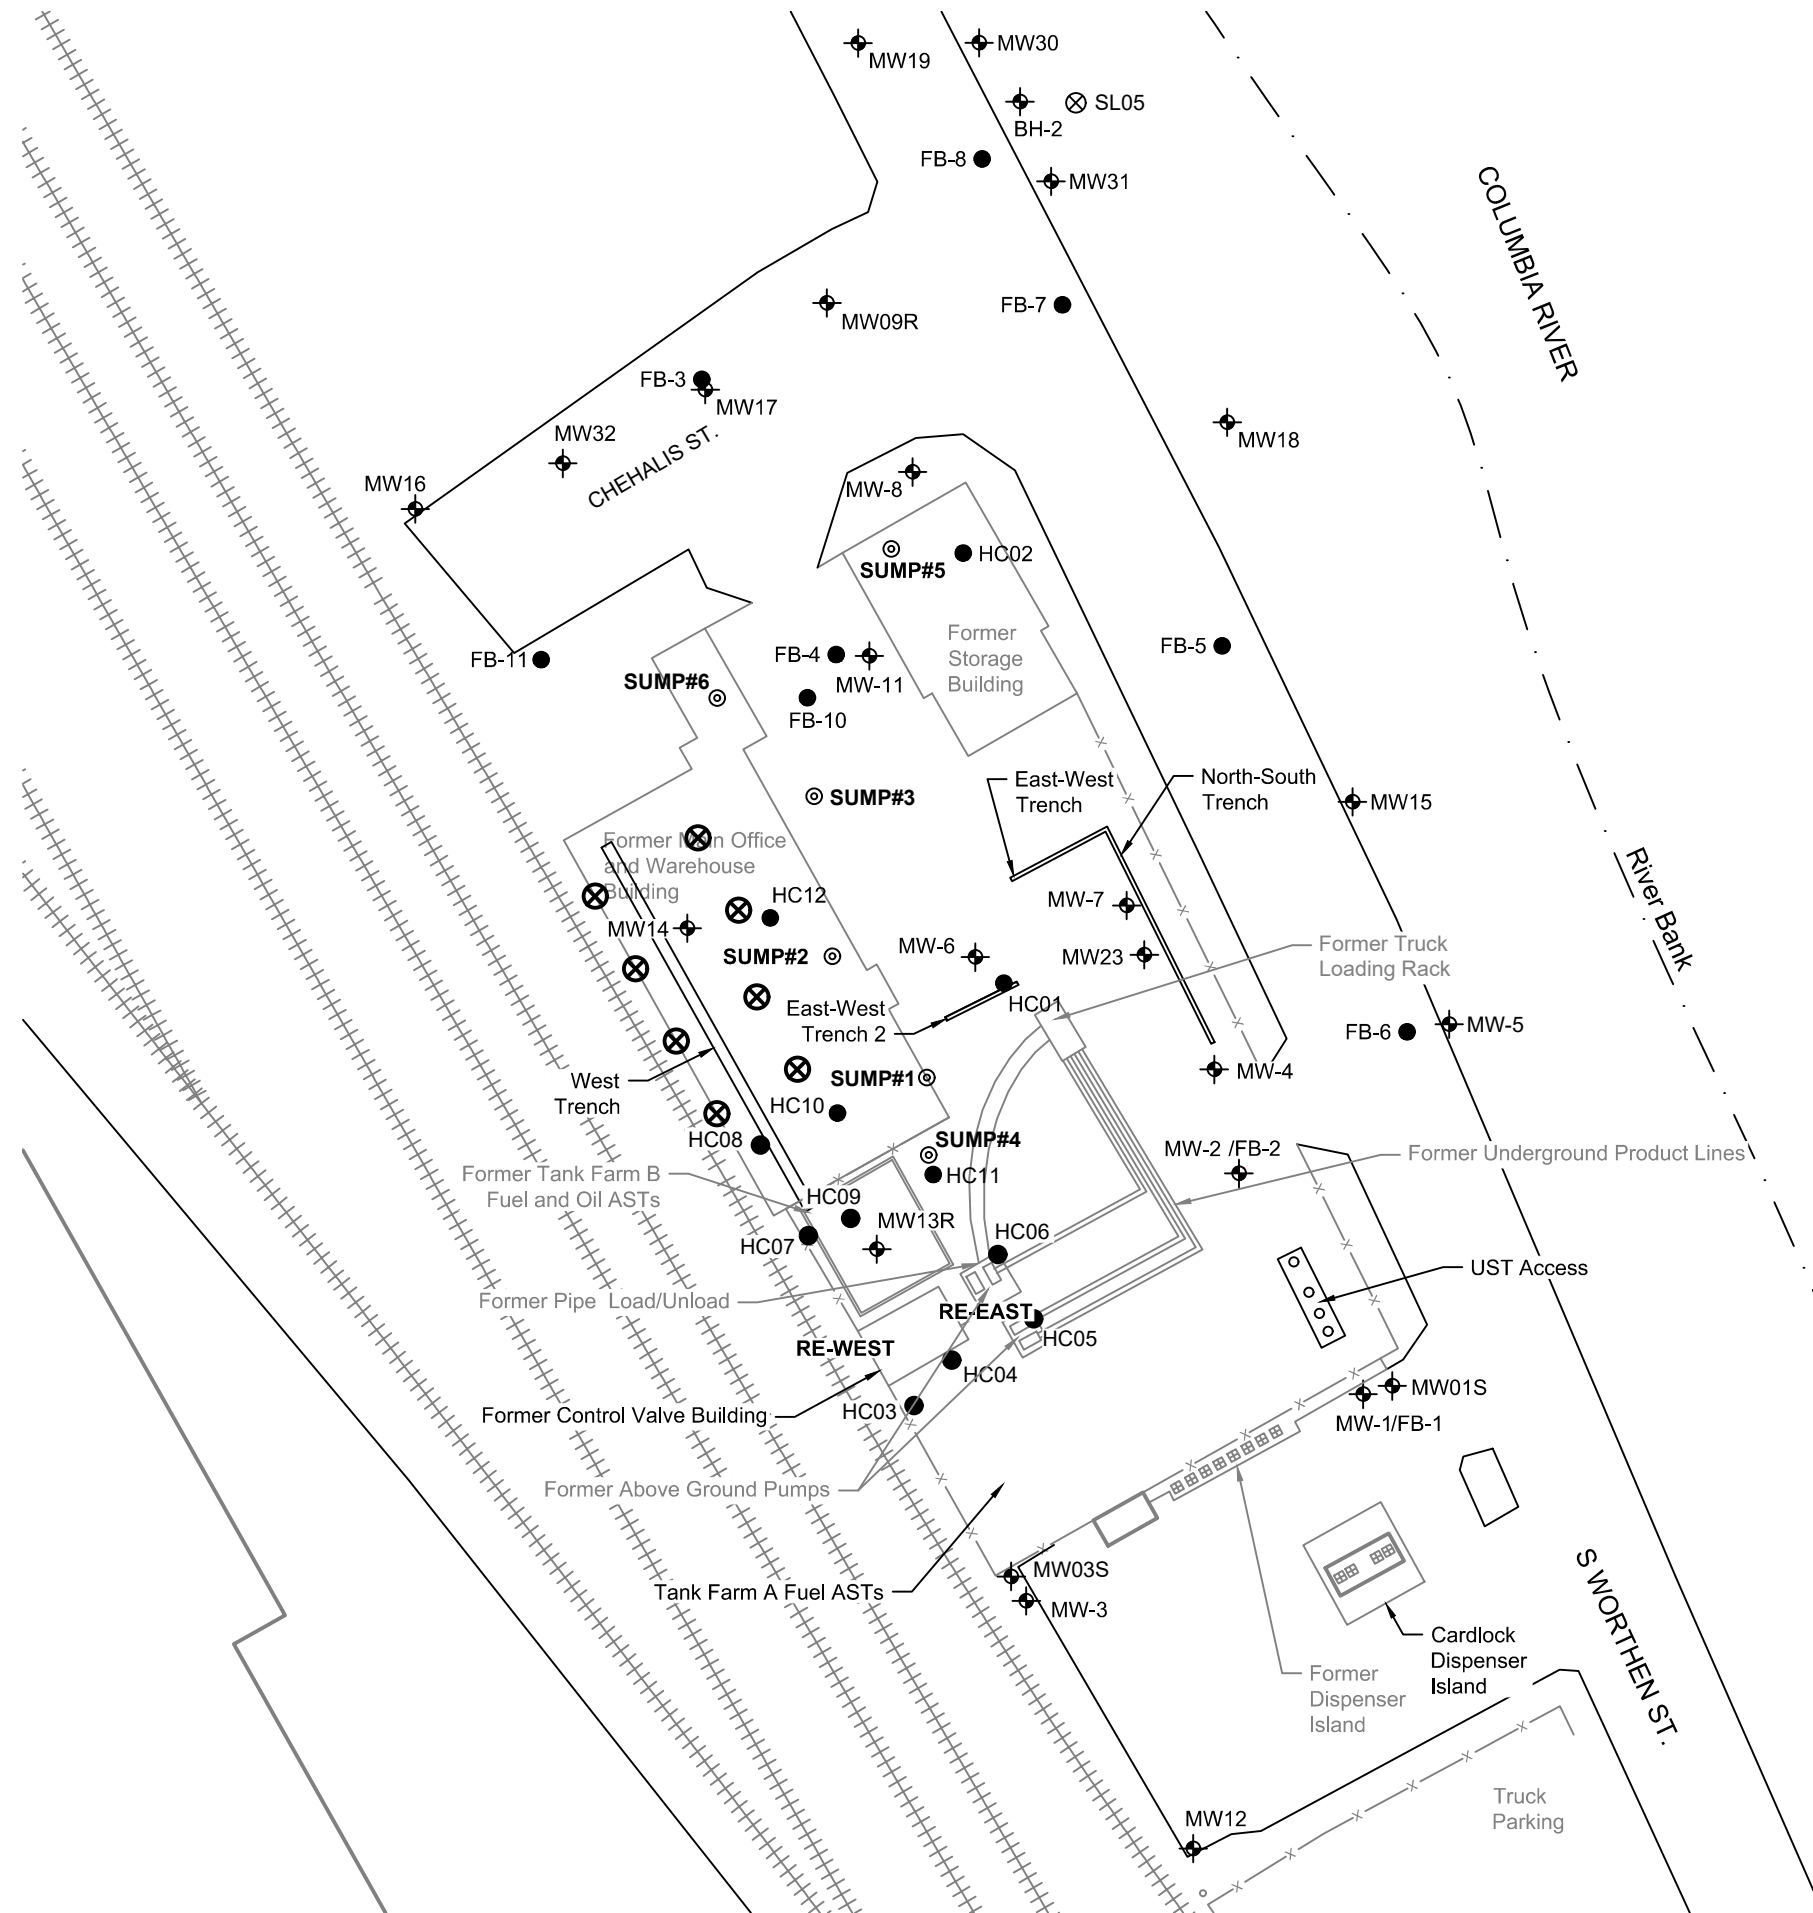 MW19
MW30
BH-2
SL05
FB-8
MW31
COLUMBIA RIVER
MW09R
FB-7
FB-3
MW17
MW32
CHEHALIS ST.
MW16
MW18
MW-8
SUMP#5
HC02
Former
Storage
Building
FB-5
FB-11
FB-4
MW-11
SUMP#6
FB-10
SUMP#3
East-West
Trench
North-South
Trench
MW15
Former Main Office
and Warehouse
Building
River Bank
HC12
MW14
MW-7
SUMP#2
MW-6
MW23
Former Truck
Loading Rack
HC01
East-West
Trench 2
FB-6
MW-5
West
Trench
SUMP#1
MW-4
HC10
HC08
SUMP#4
MW-2 /FB-2
Former Underground Product Lines
Former Tank Farm B
Fuel and Oil ASTs
HC11
HC09
MW13R
HC07
HC06
UST Access
Former Pipe Load/Unload
RE-EAST
HC05
RE-WEST
HC04
MW01S
Former Control Valve Building
HC03
MW-1/FB-1
Former Above Ground Pumps
MW03S
Tank Farm A Fuel ASTs
MW-3
S WORTHEN ST.
Cardlock
Dispenser
Island
Former
Dispenser
Island
Truck
Parking
MW12